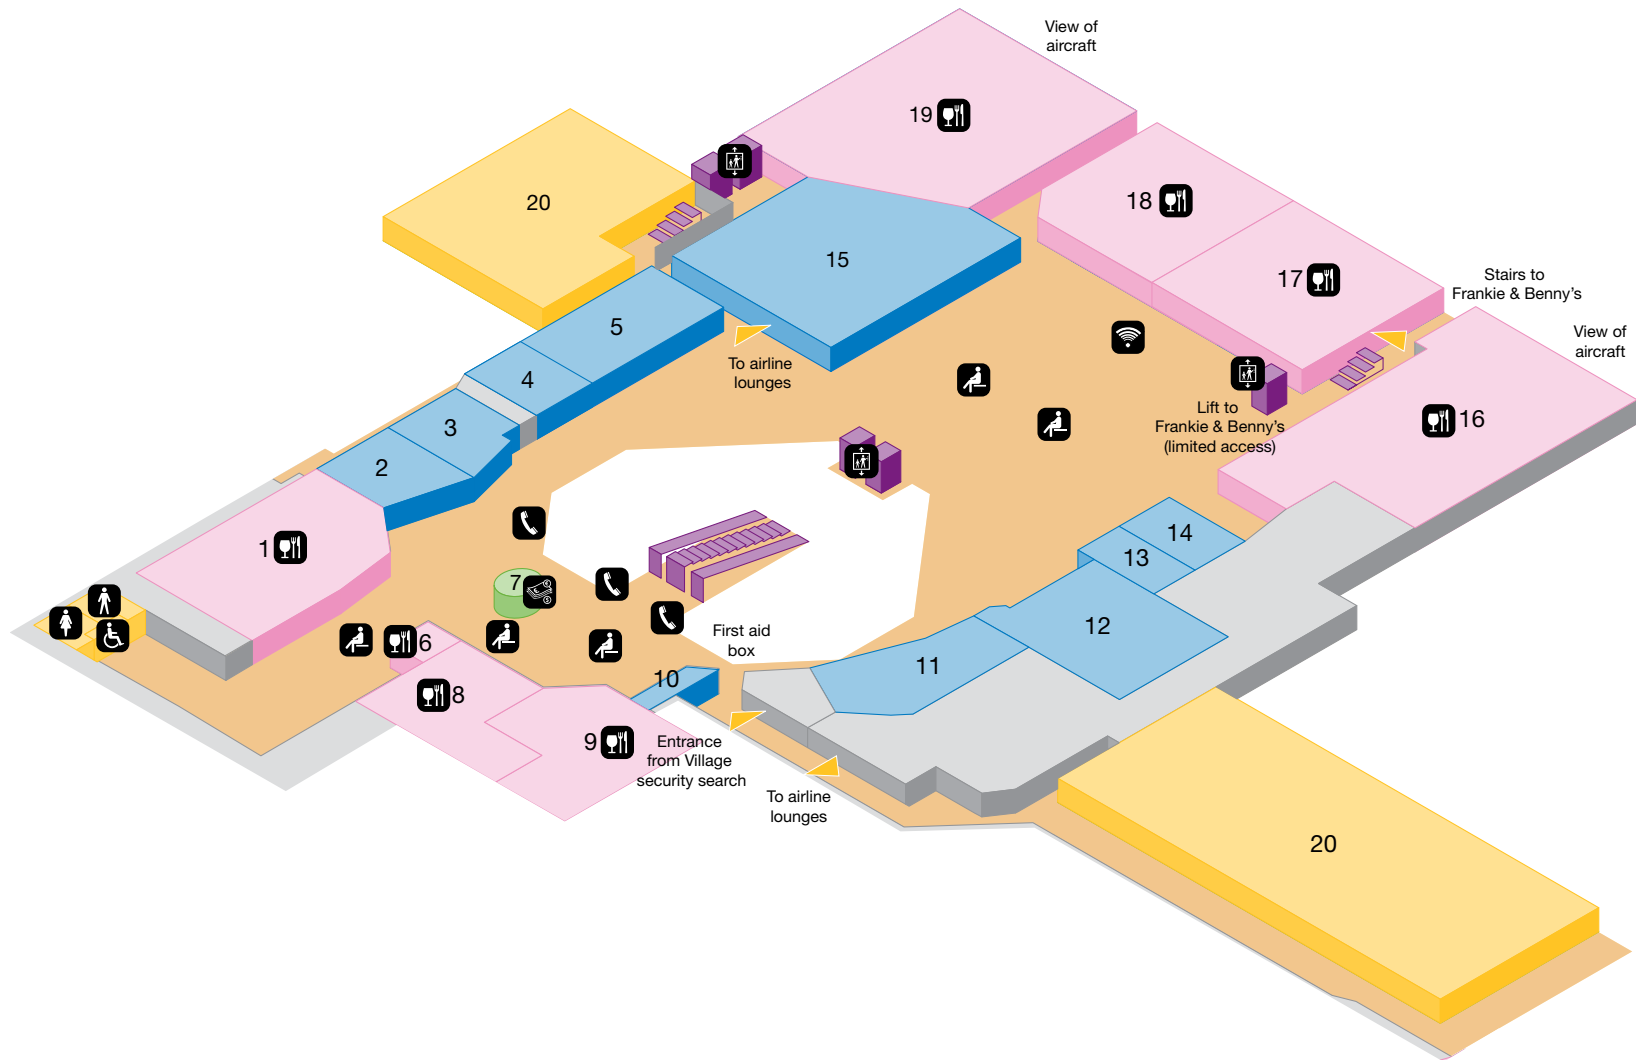 View of
aircraft
19
20
18
15
17
Stairs to
Frankie & Benny's
View of
aircraft
5
To airline
lounges
4
Lift to
Frankie & Benny's
(limited access)
16
3
2
14
13
1
7
12
First aid
box
6
11
10
8
9
Entrance
from Village
security search
To airline
lounges
20